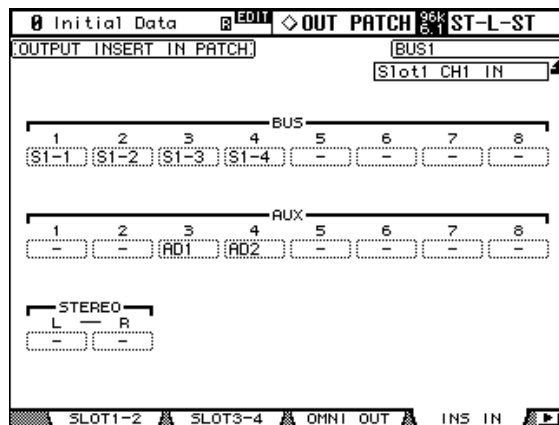 0 Initial Data EDIT ◇OUT PATCH 96k 6.1 ST-L-ST
OUTPUT INSERT IN PATCH BUS1
Slot1 CH1 IN
BUS
1 2 3 4 5 6 7 8
S1-1 S1-2 S1-3 S1-4 - - - -
AUX
1 2 3 4 5 6 7 8
- - AD1 AD2 - - - -
STEREO
L — R
- -
SLOT1-2 SLOT3-4 OMNI OUT INS IN